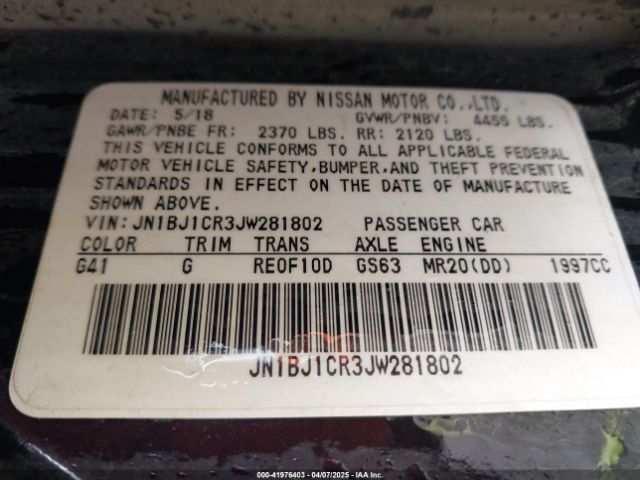 MANUFACTURED BY NISSAN MOTOR CO.,LTD.
DATE: 5/18 GVWR/PNBV: 4455 LBS.
GAWR/PNBE FR: 2370 LBS. RR: 2120 LBS.
THIS VEHICLE CONFORMS TO ALL APPLICABLE FEDERAL
MOTOR VEHICLE SAFETY,BUMPER,AND THEFT PREVENTION
STANDARDS IN EFFECT ON THE DATE OF MANUFACTURE
SHOWN ABOVE.
VIN:JN1BJ1CR3JW281802 PASSENGER CAR
COLOR TRIM TRANS AXLE ENGINE
G41 G RE0F10D GS63 MR20(DD) 1997CC
JN1BJ1CR3JW281802
000-41976403 - 04/07/2025 - IAA Inc.